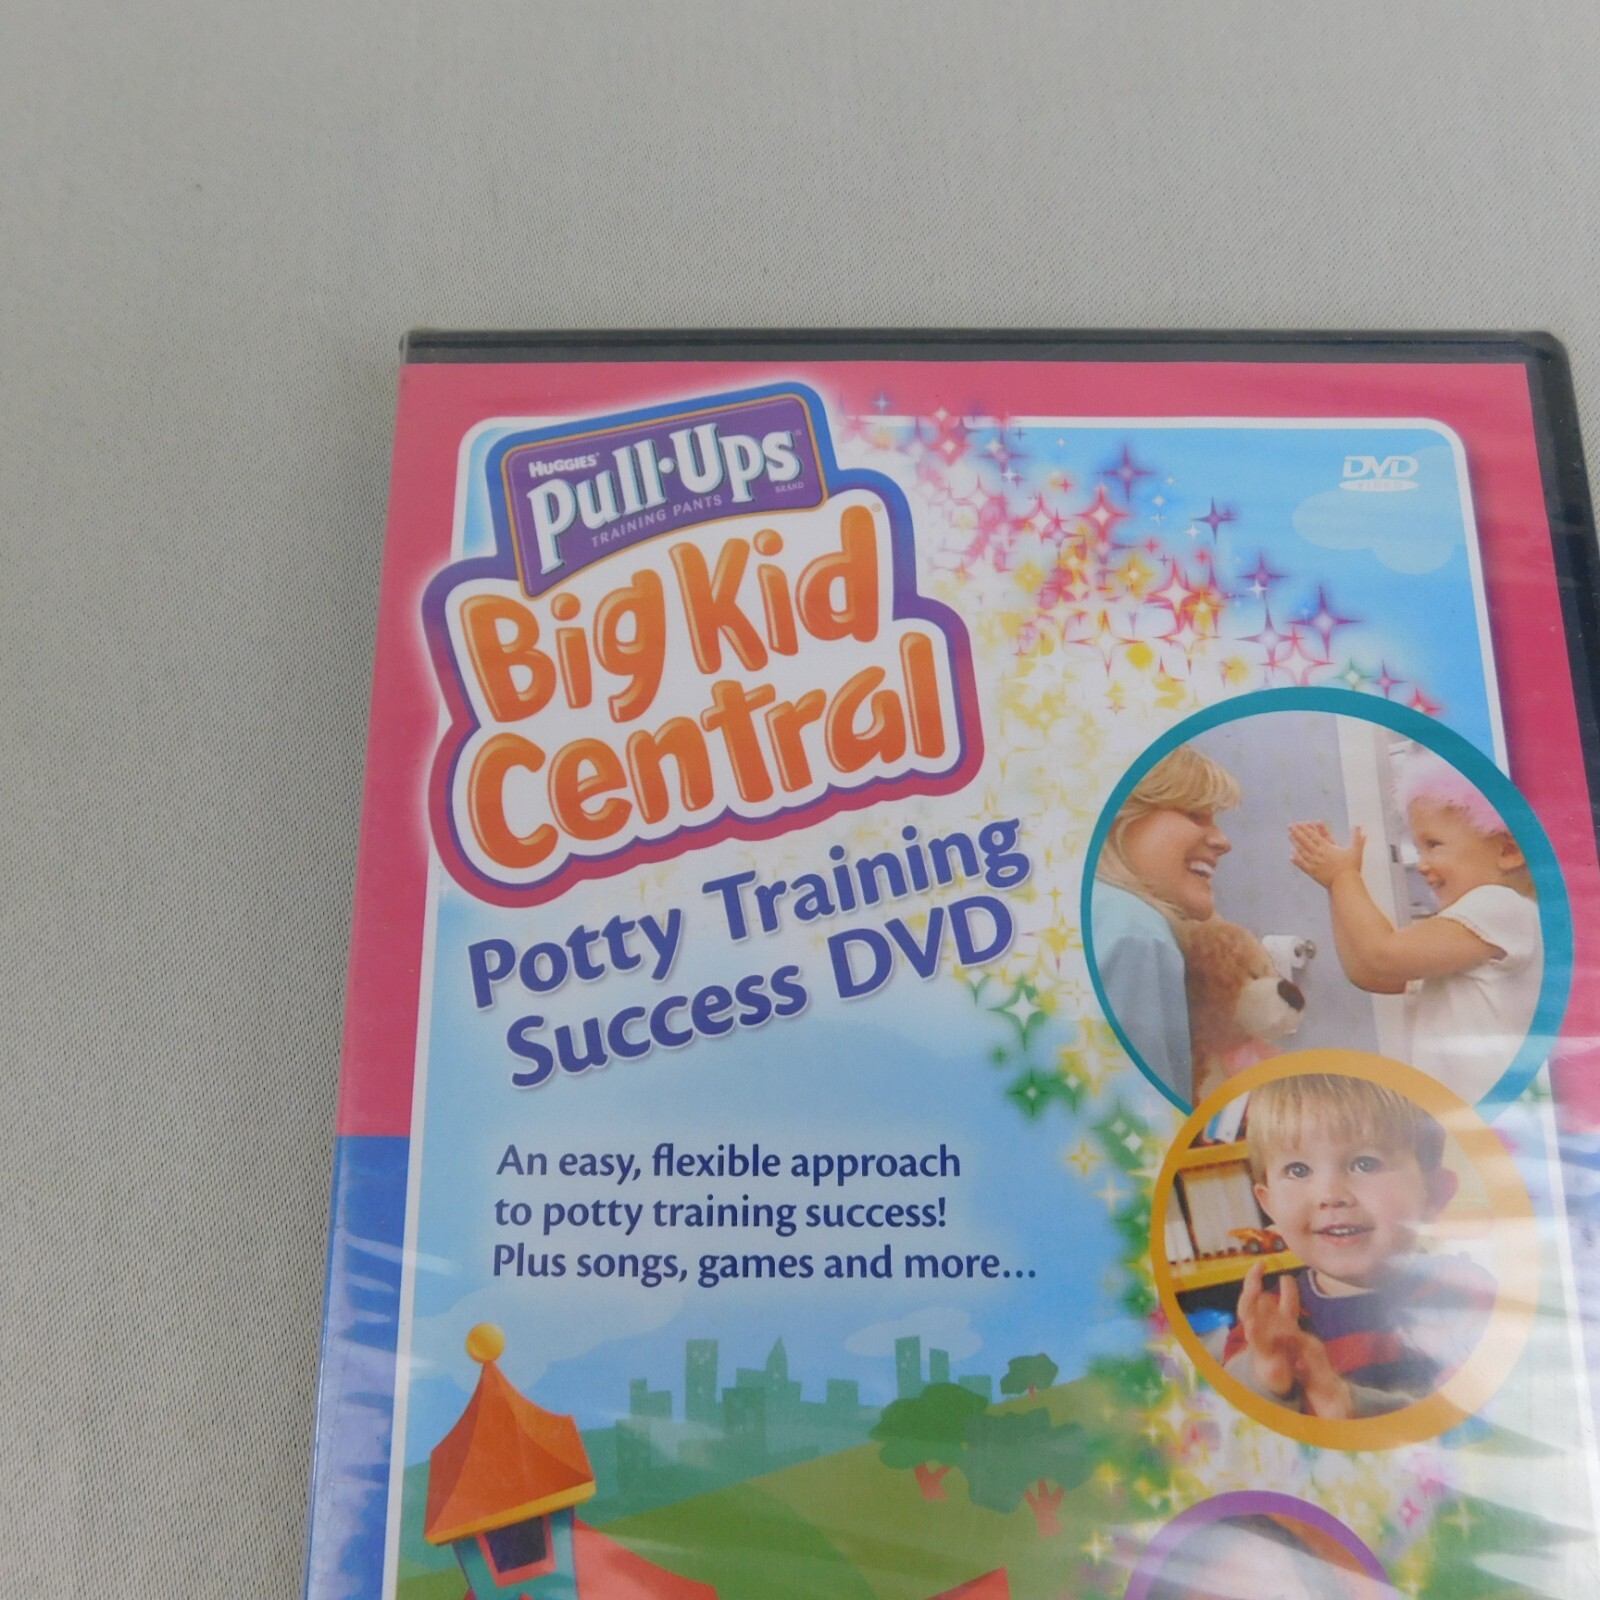 HUGGIES®
Pull·Ups®
TRAINING PANTS BRAND
Big Kid®
Central
Potty Training
Success DVD
An easy, flexible approach
to potty training success!
Plus songs, games and more...
DVD
VIDEO